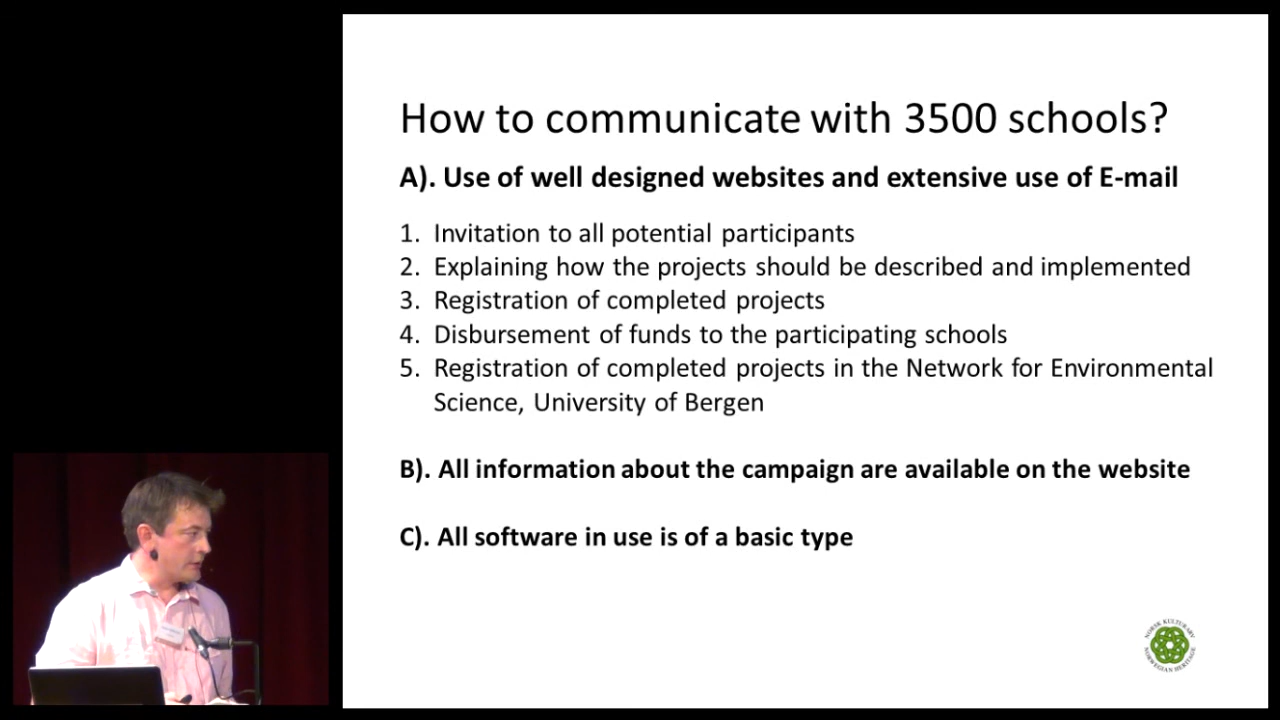 How to communicate with 3500 schools?
A). Use of well designed websites and extensive use of E-mail
1. Invitation to all potential participants
2. Explaining how the projects should be described and implemented
3. Registration of completed projects
4. Disbursement of funds to the participating schools
5. Registration of completed projects in the Network for Environmental
Science, University of Bergen
B). All information about the campaign are available on the website
C). All software in use is of a basic type
NORSK KULTURARV
NORWEGIAN HERITAGE